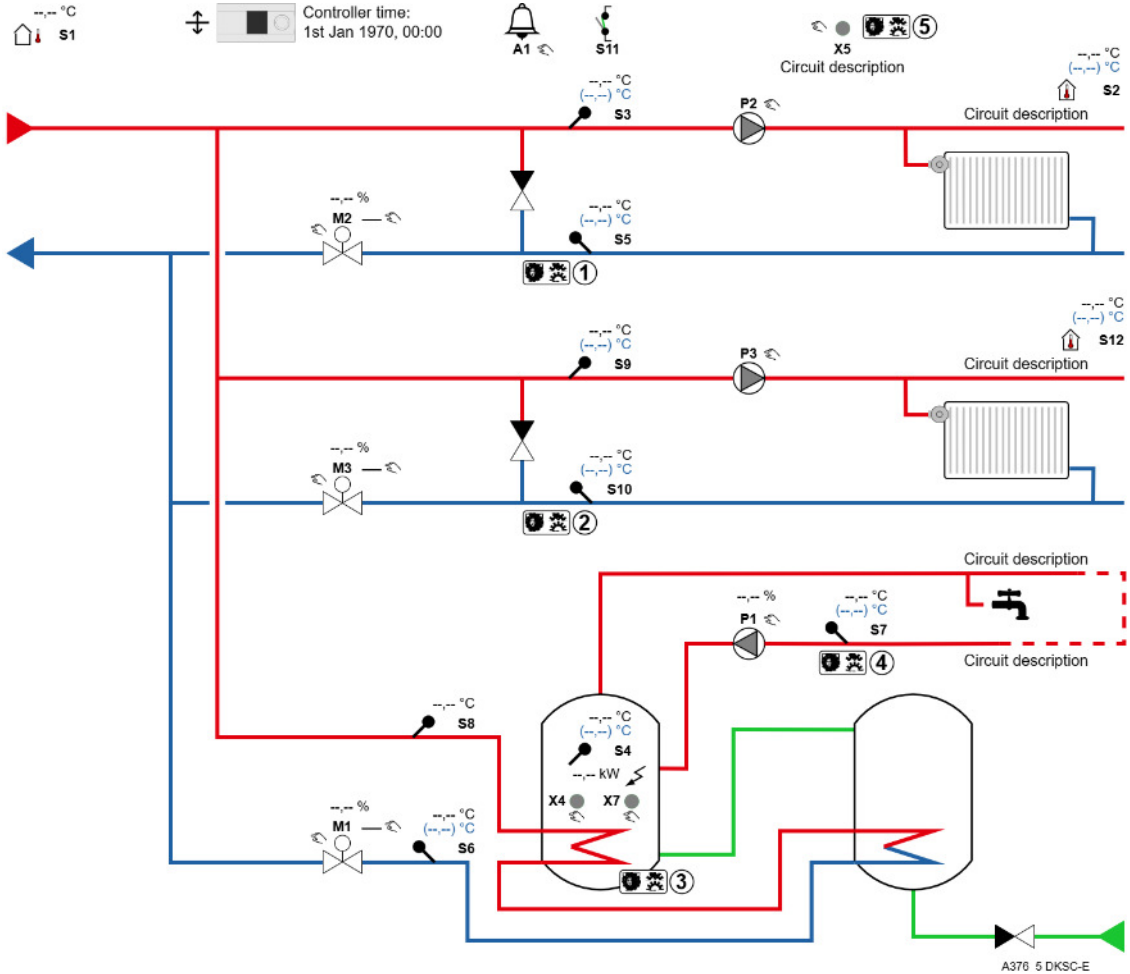 --,-- °C
S1
Controller time:
1st Jan 1970, 00:00
A1
S11
X5
5
Circuit description
--,-- °C
(--,--) °C
S2
--,-- °C
(--,--) °C
S3
P2
Circuit description
--,-- %
M2
--,-- °C
(--,--) °C
S5
1
--,-- °C
(--,--) °C
S12
--,-- °C
(--,--) °C
S9
P3
Circuit description
--,-- %
M3
--,-- °C
(--,--) °C
S10
2
Circuit description
--,-- %
P1
--,-- °C
(--,--) °C
S7
4
Circuit description
--,-- °C
S8
--,-- °C
(--,--) °C
S4
--,-- kW
X4
X7
--,-- %
M1
--,-- °C
(--,--) °C
S6
3
A376_5 DKSC-E